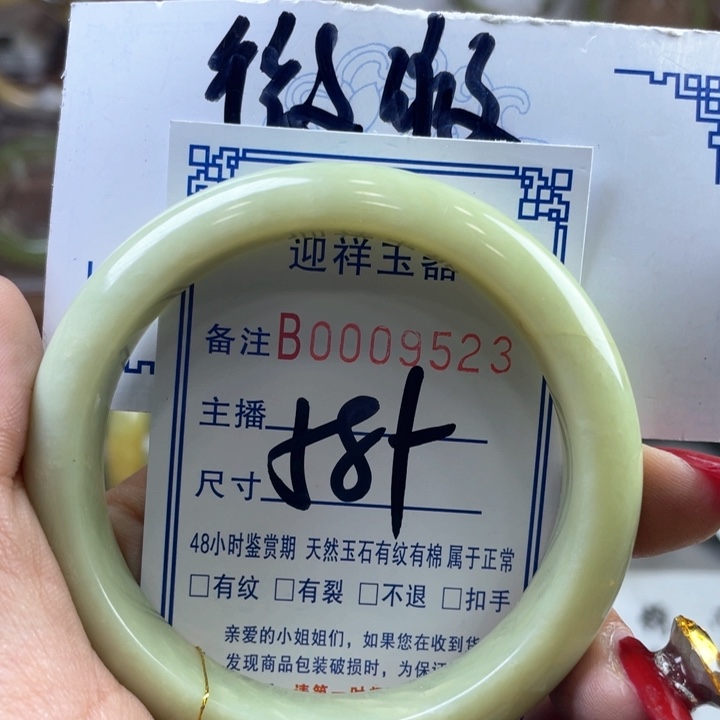 迎祥玉器
备注B0009523
主播
尺寸 58+
48小时鉴赏期 天然玉石有纹有棉 属于正常
□有纹 □有裂 □不退 □扣手
亲爱的小姐姐们，如果您在收到货
发现商品包装破损时，为保证